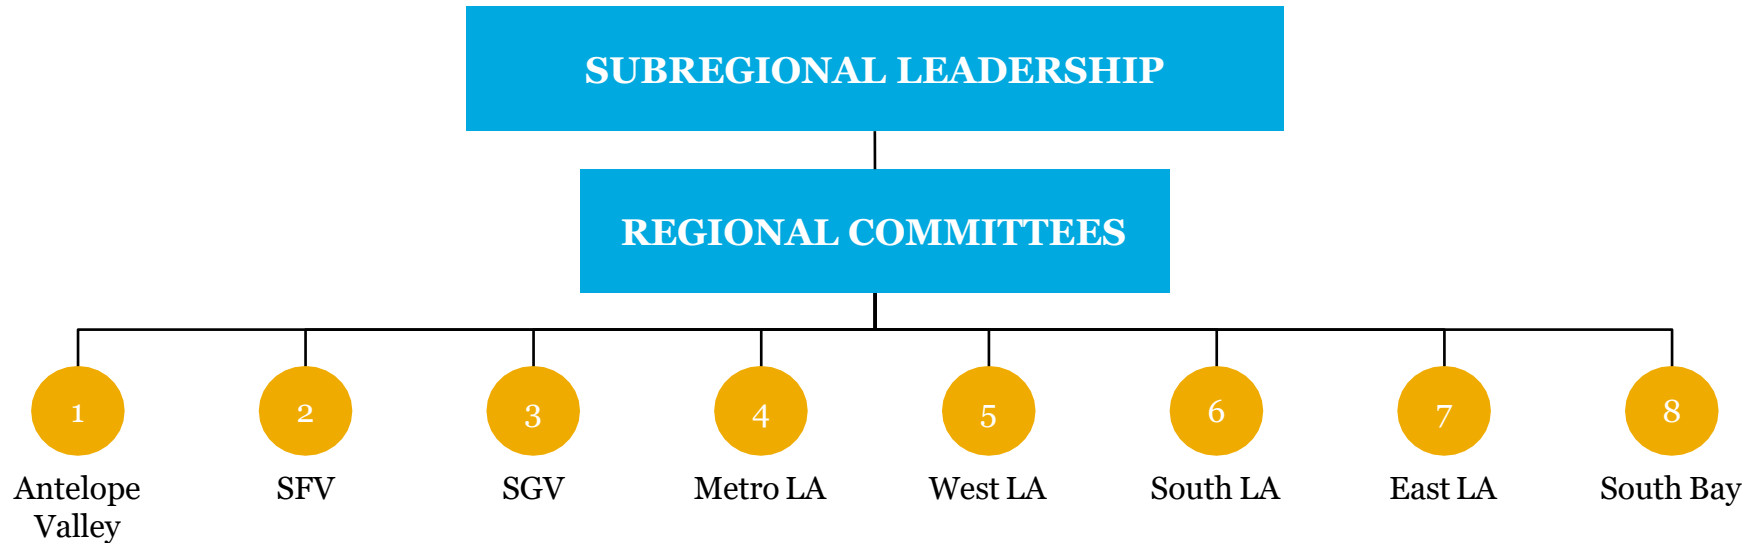 SUBREGIONAL LEADERSHIP
REGIONAL COMMITTEES
1
2
3
4
5
6
7
8
Antelope
Valley
SFV
SGV
Metro LA
West LA
South LA
East LA
South Bay